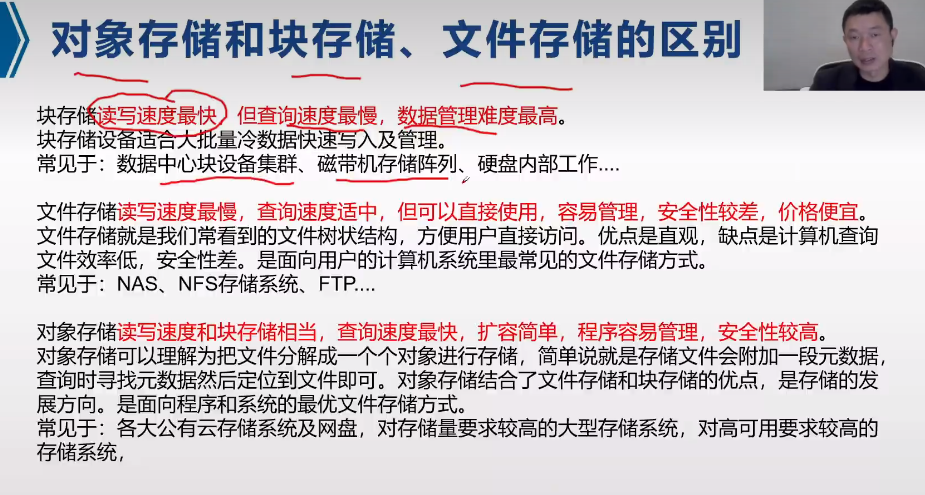 对象存储和块存储、文件存储的区别
块存储读写速度最快，但查询速度最慢，数据管理难度最高。
块存储设备适合大批量冷数据快速写入及管理。
常见于：数据中心块设备集群、磁带机存储阵列、硬盘内部工作....
文件存储读写速度最慢，查询速度适中，但可以直接使用，容易管理，安全性较差，价格便宜。
文件存储就是我们常看到的文件树状结构，方便用户直接访问。优点是直观，缺点是计算机查询
文件效率低，安全性差。是面向用户的计算机系统里最常见的文件存储方式。
常见于：NAS、NFS存储系统、FTP....
对象存储读写速度和块存储相当，查询速度最快，扩容简单，程序容易管理，安全性较高。
对象存储可以理解为把文件分解成一个个对象进行存储，简单说就是存储文件会附加一段元数据，
查询时寻找元数据然后定位到文件即可。对象存储结合了文件存储和块存储的优点，是存储的发
展方向。是面向程序和系统的最优文件存储方式。
常见于：各大公有云存储系统及网盘，对存储量要求较高的大型存储系统，对高可用要求较高的
存储系统，